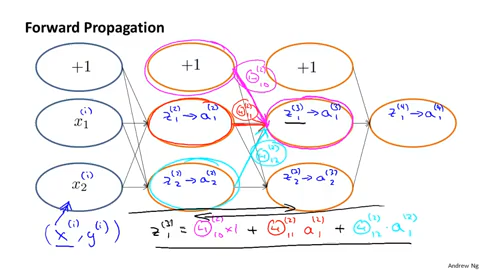 Forward Propagation
+1 +1 +1
Θ₁₀⁽²⁾
x₁⁽ⁱ⁾ z₁⁽²⁾→a₁⁽²⁾ Θ₁₁⁽²⁾ z₁⁽³⁾→a₁⁽³⁾ z₁⁽⁴⁾→a₁⁽⁴⁾
Θ₁₂⁽²⁾
x₂⁽ⁱ⁾ z₂⁽²⁾→a₂⁽²⁾ z₂⁽³⁾→a₂⁽³⁾
(x⁽ⁱ⁾, y⁽ⁱ⁾) z₁⁽³⁾ = Θ₁₀⁽²⁾×1 + Θ₁₁⁽²⁾ a₁⁽²⁾ + Θ₁₂⁽²⁾·a₁⁽²⁾
Andrew Ng